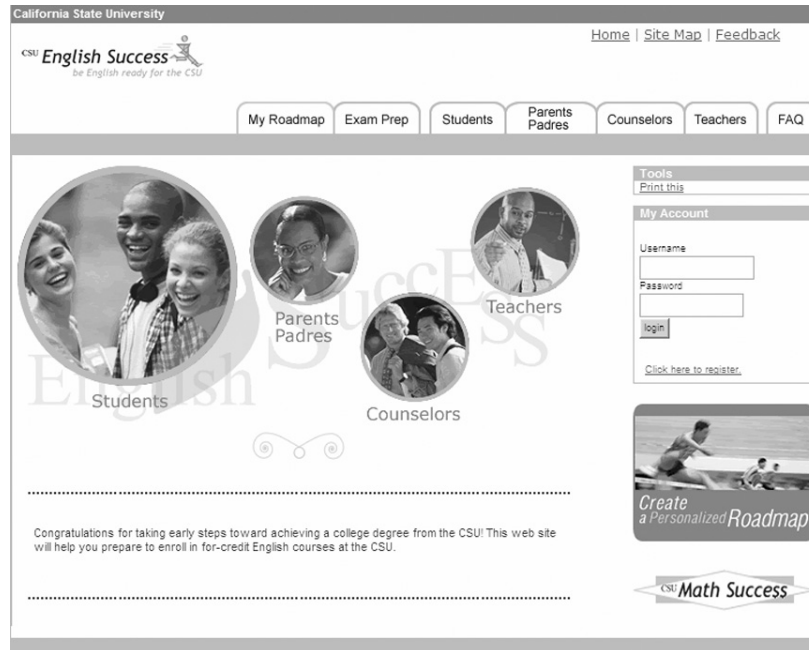 California State University
Home | Site Map | Feedback
CSU English Success
be English ready for the CSU
My Roadmap
Exam Prep
Students
Parents
Padres
Counselors
Teachers
FAQ
Tools
Print this
My Account
Username
Password
login
Click here to register.
English Success
Students
Parents
Padres
Counselors
Teachers
Create
a Personalized Roadmap
Congratulations for taking early steps toward achieving a college degree from the CSU! This web site
will help you prepare to enroll in for-credit English courses at the CSU.
CSU Math Success